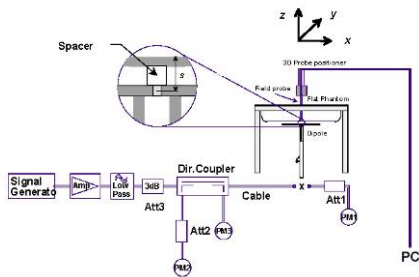 z
y
x
3D Probe positioner
Field probe
Flat Phantom
Dipole
Spacer
s
Signal
Generato
Amp
Low
Pass
3dB
Att3
Dir.Coupler
Cable
x
Att1
PM1
Att2
PM3
PM2
PC